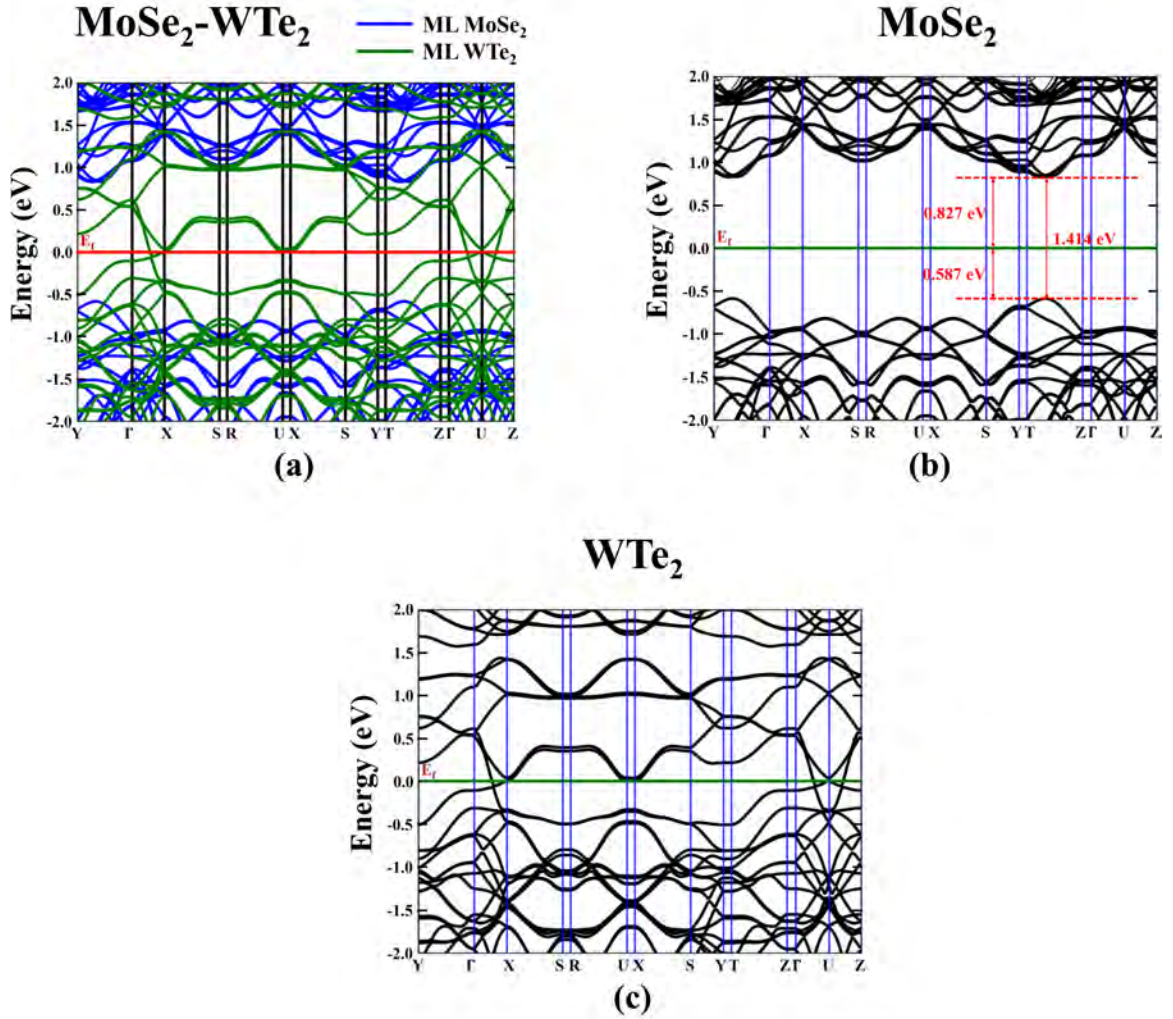 MoSe₂-WTe₂
ML MoSe₂
ML WTe₂
MoSe₂
Energy (eV)
2.0
1.5
1.0
0.5
0.0
-0.5
-1.0
-1.5
-2.0
E_f
Y Γ X S R U X S Y T Z Γ U Z
(a)
Energy (eV)
2.0
1.5
1.0
0.5
0.0
-0.5
-1.0
-1.5
-2.0
E_f
0.827 eV
1.414 eV
0.587 eV
Y Γ X S R U X S Y T Z Γ U Z
(b)
WTe₂
Energy (eV)
2.0
1.5
1.0
0.5
0.0
-0.5
-1.0
-1.5
-2.0
E_f
Y Γ X S R U X S Y T Z Γ U Z
(c)